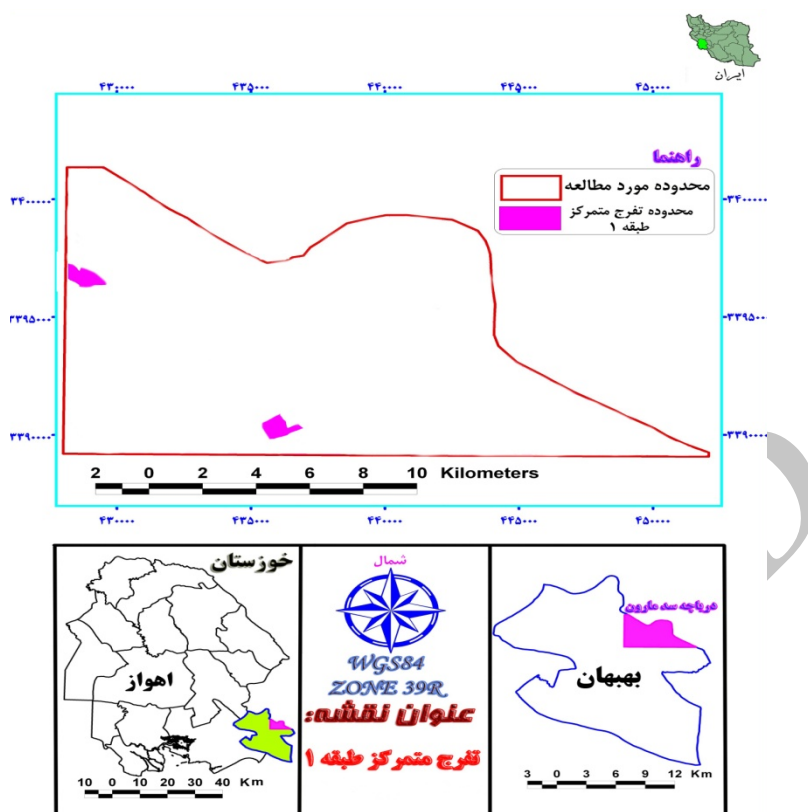 ایران
۴۳۰۰۰۰ ۴۳۵۰۰۰ ۴۴۰۰۰۰ ۴۴۵۰۰۰ ۴۵۰۰۰۰
راهنما
محدوده مورد مطالعه
محدوده تفرج متمرکز
طبقه ۱
۳۴۰۰۰۰۰ ۳۴۰۰۰۰۰
۳۳۹۵۰۰۰ ۳۳۹۵۰۰۰
۳۳۹۰۰۰۰ ۳۳۹۰۰۰۰
2 0 2 4 6 8 10 Kilometers
۴۳۰۰۰۰ ۴۳۵۰۰۰ ۴۴۰۰۰۰ ۴۴۵۰۰۰ ۴۵۰۰۰۰
خوزستان
اهواز
10 0 10 20 30 40 Km
شمال
WGS84
ZONE 39R
عنوان نقشه:
تفرج متمرکز طبقه ۱
دریاچه سد مارون
بهبهان
3 0 3 6 9 12 Km